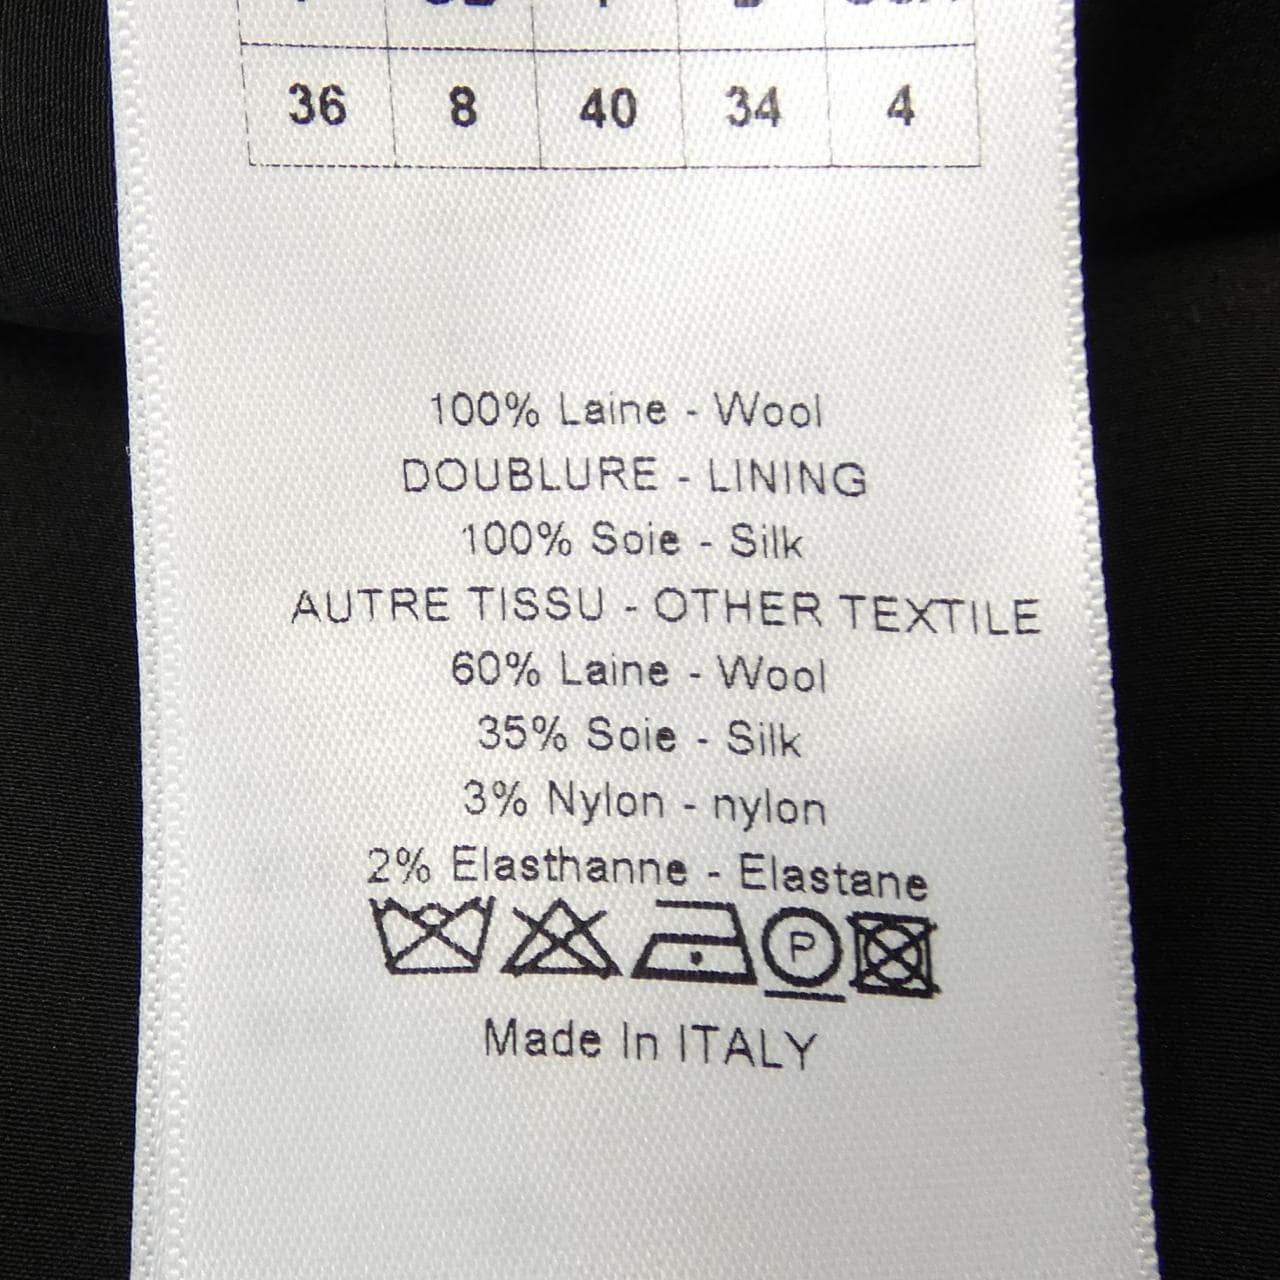 36 8 40 34 4
100% Laine - Wool
DOUBLURE - LINING
100% Soie - Silk
AUTRE TISSU - OTHER TEXTILE
60% Laine - Wool
35% Soie - Silk
3% Nylon - nylon
2% Elasthanne - Elastane
P
Made In ITALY